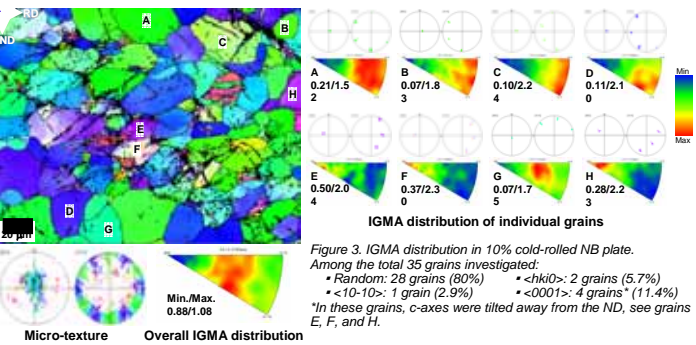 RD
ND
A
B
C
H
E
F
D
G
20 µm
Micro-texture
Min./Max.
0.88/1.08
Overall IGMA distribution
A
0.21/1.5
2
B
0.07/1.8
3
C
0.10/2.2
4
D
0.11/2.1
0
Min
Max
E
0.50/2.0
4
F
0.37/2.3
0
G
0.07/1.7
5
H
0.28/2.2
3
IGMA distribution of individual grains
Figure 3. IGMA distribution in 10% cold-rolled NB plate.
Among the total 35 grains investigated:
▪ Random: 28 grains (80%) ▪ <hki0>: 2 grains (5.7%)
▪ <10-10>: 1 grain (2.9%) ▪ <0001>: 4 grains* (11.4%)
*In these grains, c-axes were tilted away from the ND, see grains
E, F, and H.